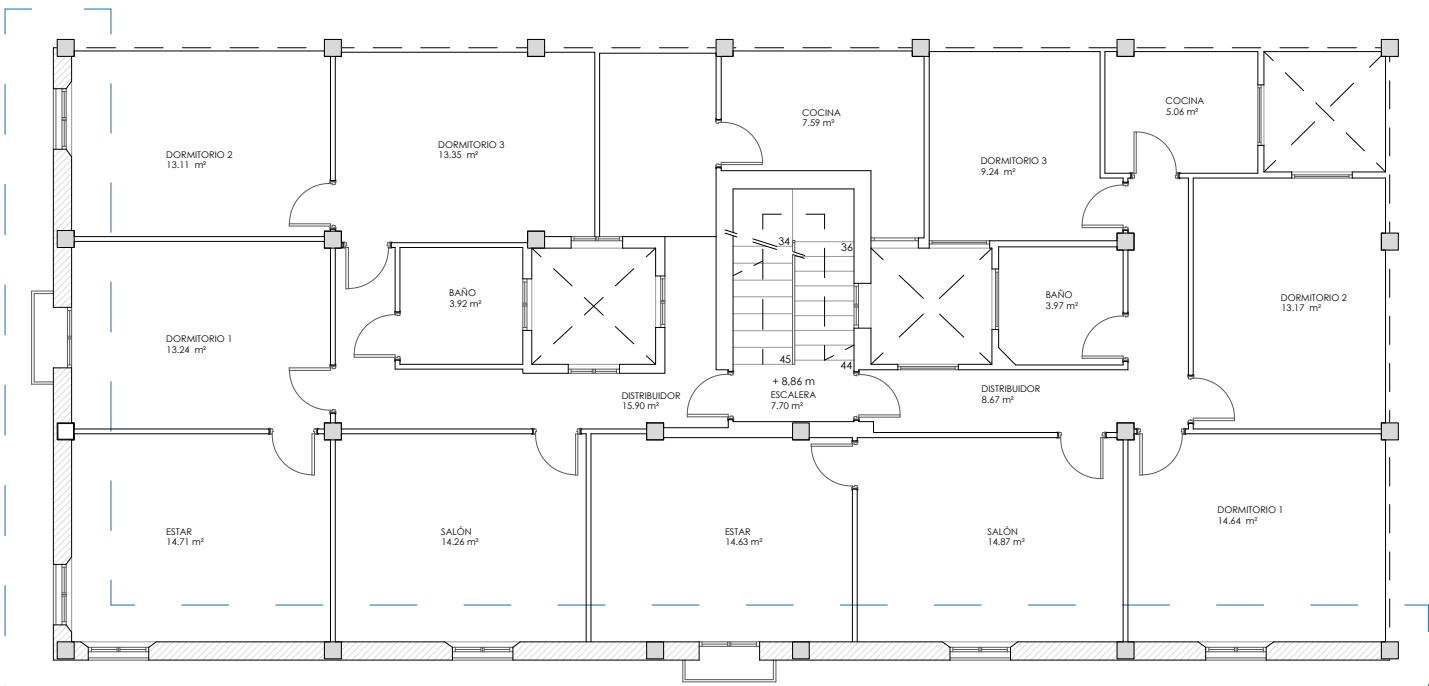 COCINA
5.06 m²
COCINA
7.59 m²
DORMITORIO 3
13.35 m²
DORMITORIO 2
13.11 m²
DORMITORIO 3
9.24 m²
34
36
BAÑO
3.92 m²
BAÑO
3.97 m²
DORMITORIO 2
13.17 m²
DORMITORIO 1
13.24 m²
45
44
+ 8,86 m
ESCALERA
7.70 m²
DISTRIBUIDOR
15.90 m²
DISTRIBUIDOR
8.67 m²
DORMITORIO 1
14.64 m²
ESTAR
14.71 m²
SALÓN
14.26 m²
ESTAR
14.63 m²
SALÓN
14.87 m²